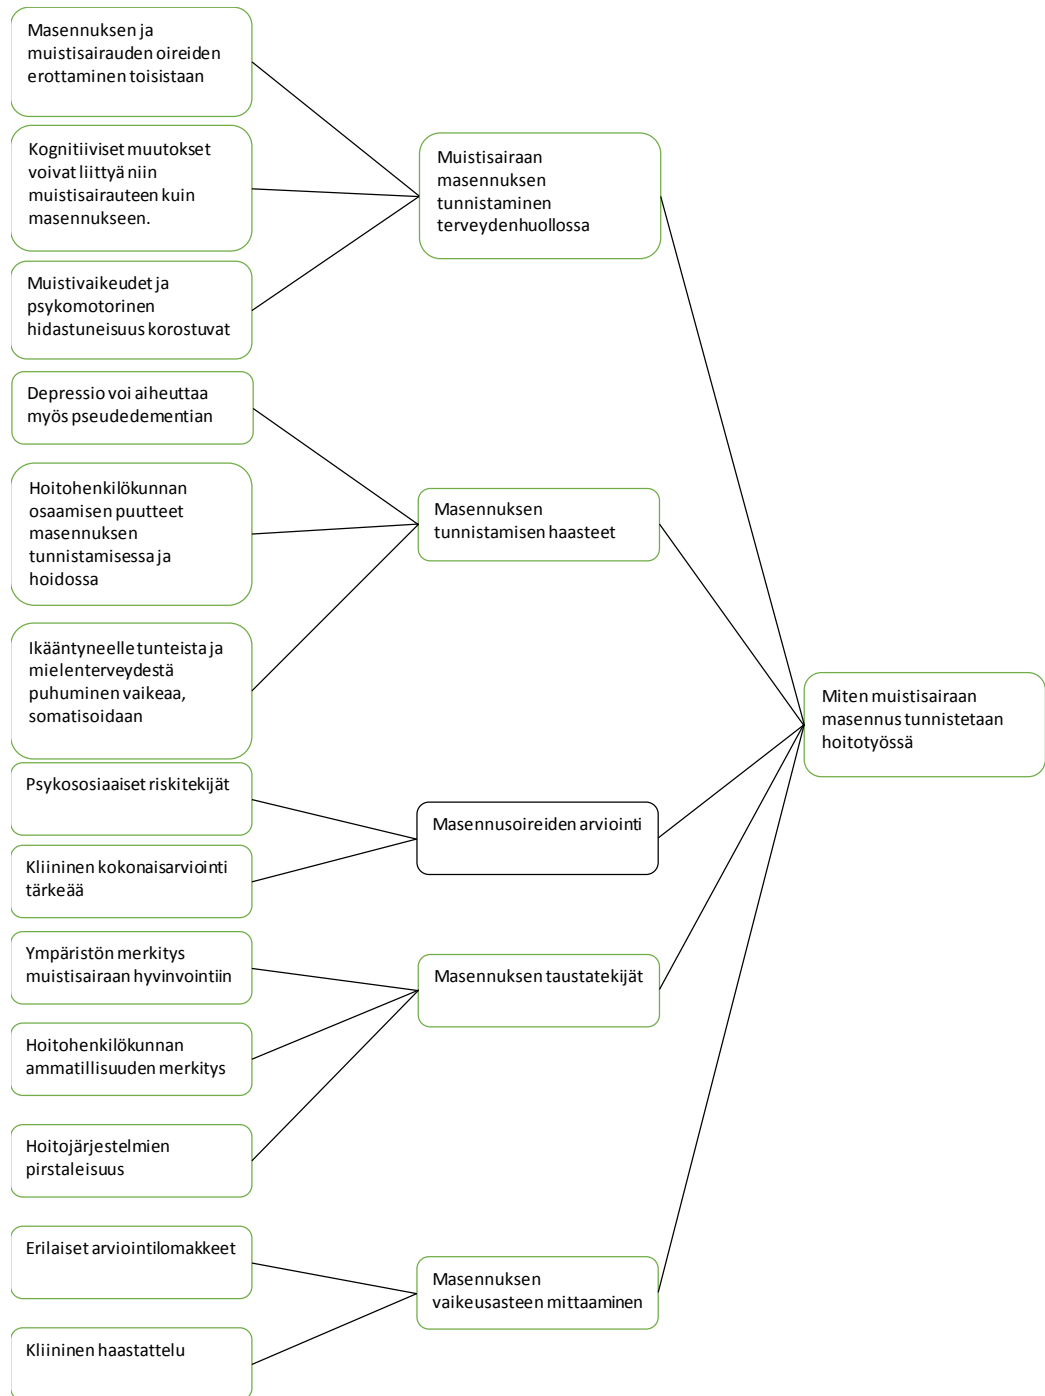 Masennuksen ja
muistisairauden oireiden
erottaminen toisistaan
Kognitiiviset muutokset
voivat liittyä niin
muistisairauteen kuin
masennukseen.
Muistivaikeudet ja
psykomotorinen
hidastuneisuus korostuvat
Depressio voi aiheuttaa
myös pseudedementian
Hoitohenkilökunnan
osaamisen puutteet
masennuksen
tunnistamisessa ja
hoidossa
Ikääntyneelle tunteista ja
mielenterveydestä
puhuminen vaikeaa,
somatisoidaan
Psykososiaaiset riskitekijät
Kliininen kokonaisarviointi
tärkeää
Ympäristön merkitys
muistisairaan hyvinvointiin
Hoitohenkilökunnan
ammatillisuuden merkitys
Hoitojärjestelmien
pirstaleisuus
Erilaiset arviointilomakkeet
Kliininen haastattelu
Muistisairaan
masennuksen
tunnistaminen
terveydenhuollossa
Masennuksen
tunnistamisen haasteet
Masennusoireiden arviointi
Masennuksen taustatekijät
Masennuksen
vaikeusasteen mittaaminen
Miten muistisairaan
masennus tunnistetaan
hoitotyössä